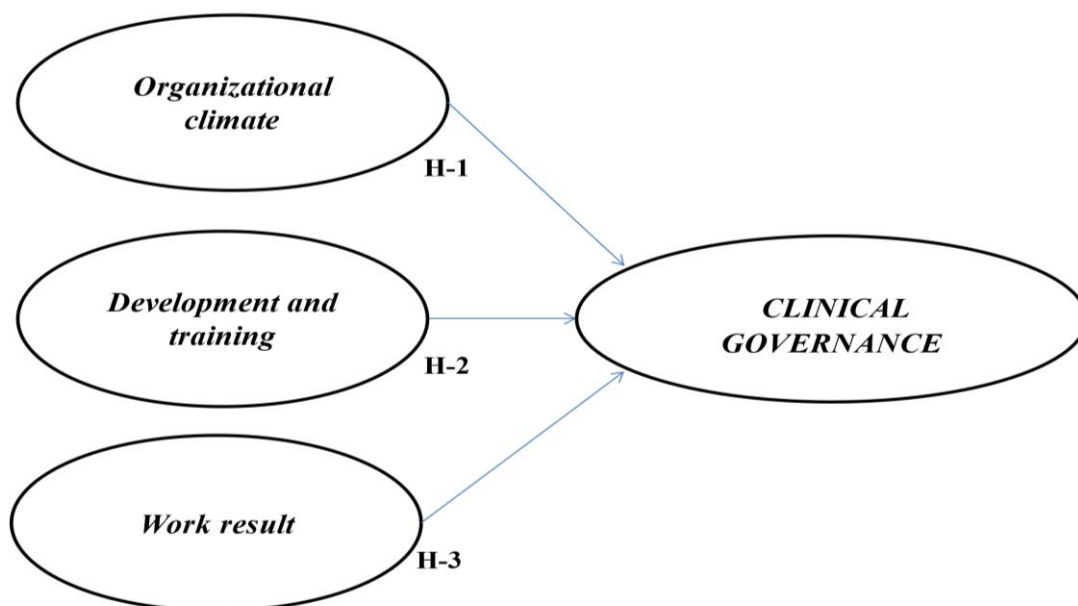 Organizational
climate
H-1
Development and
training
H-2
CLINICAL
GOVERNANCE
Work result
H-3